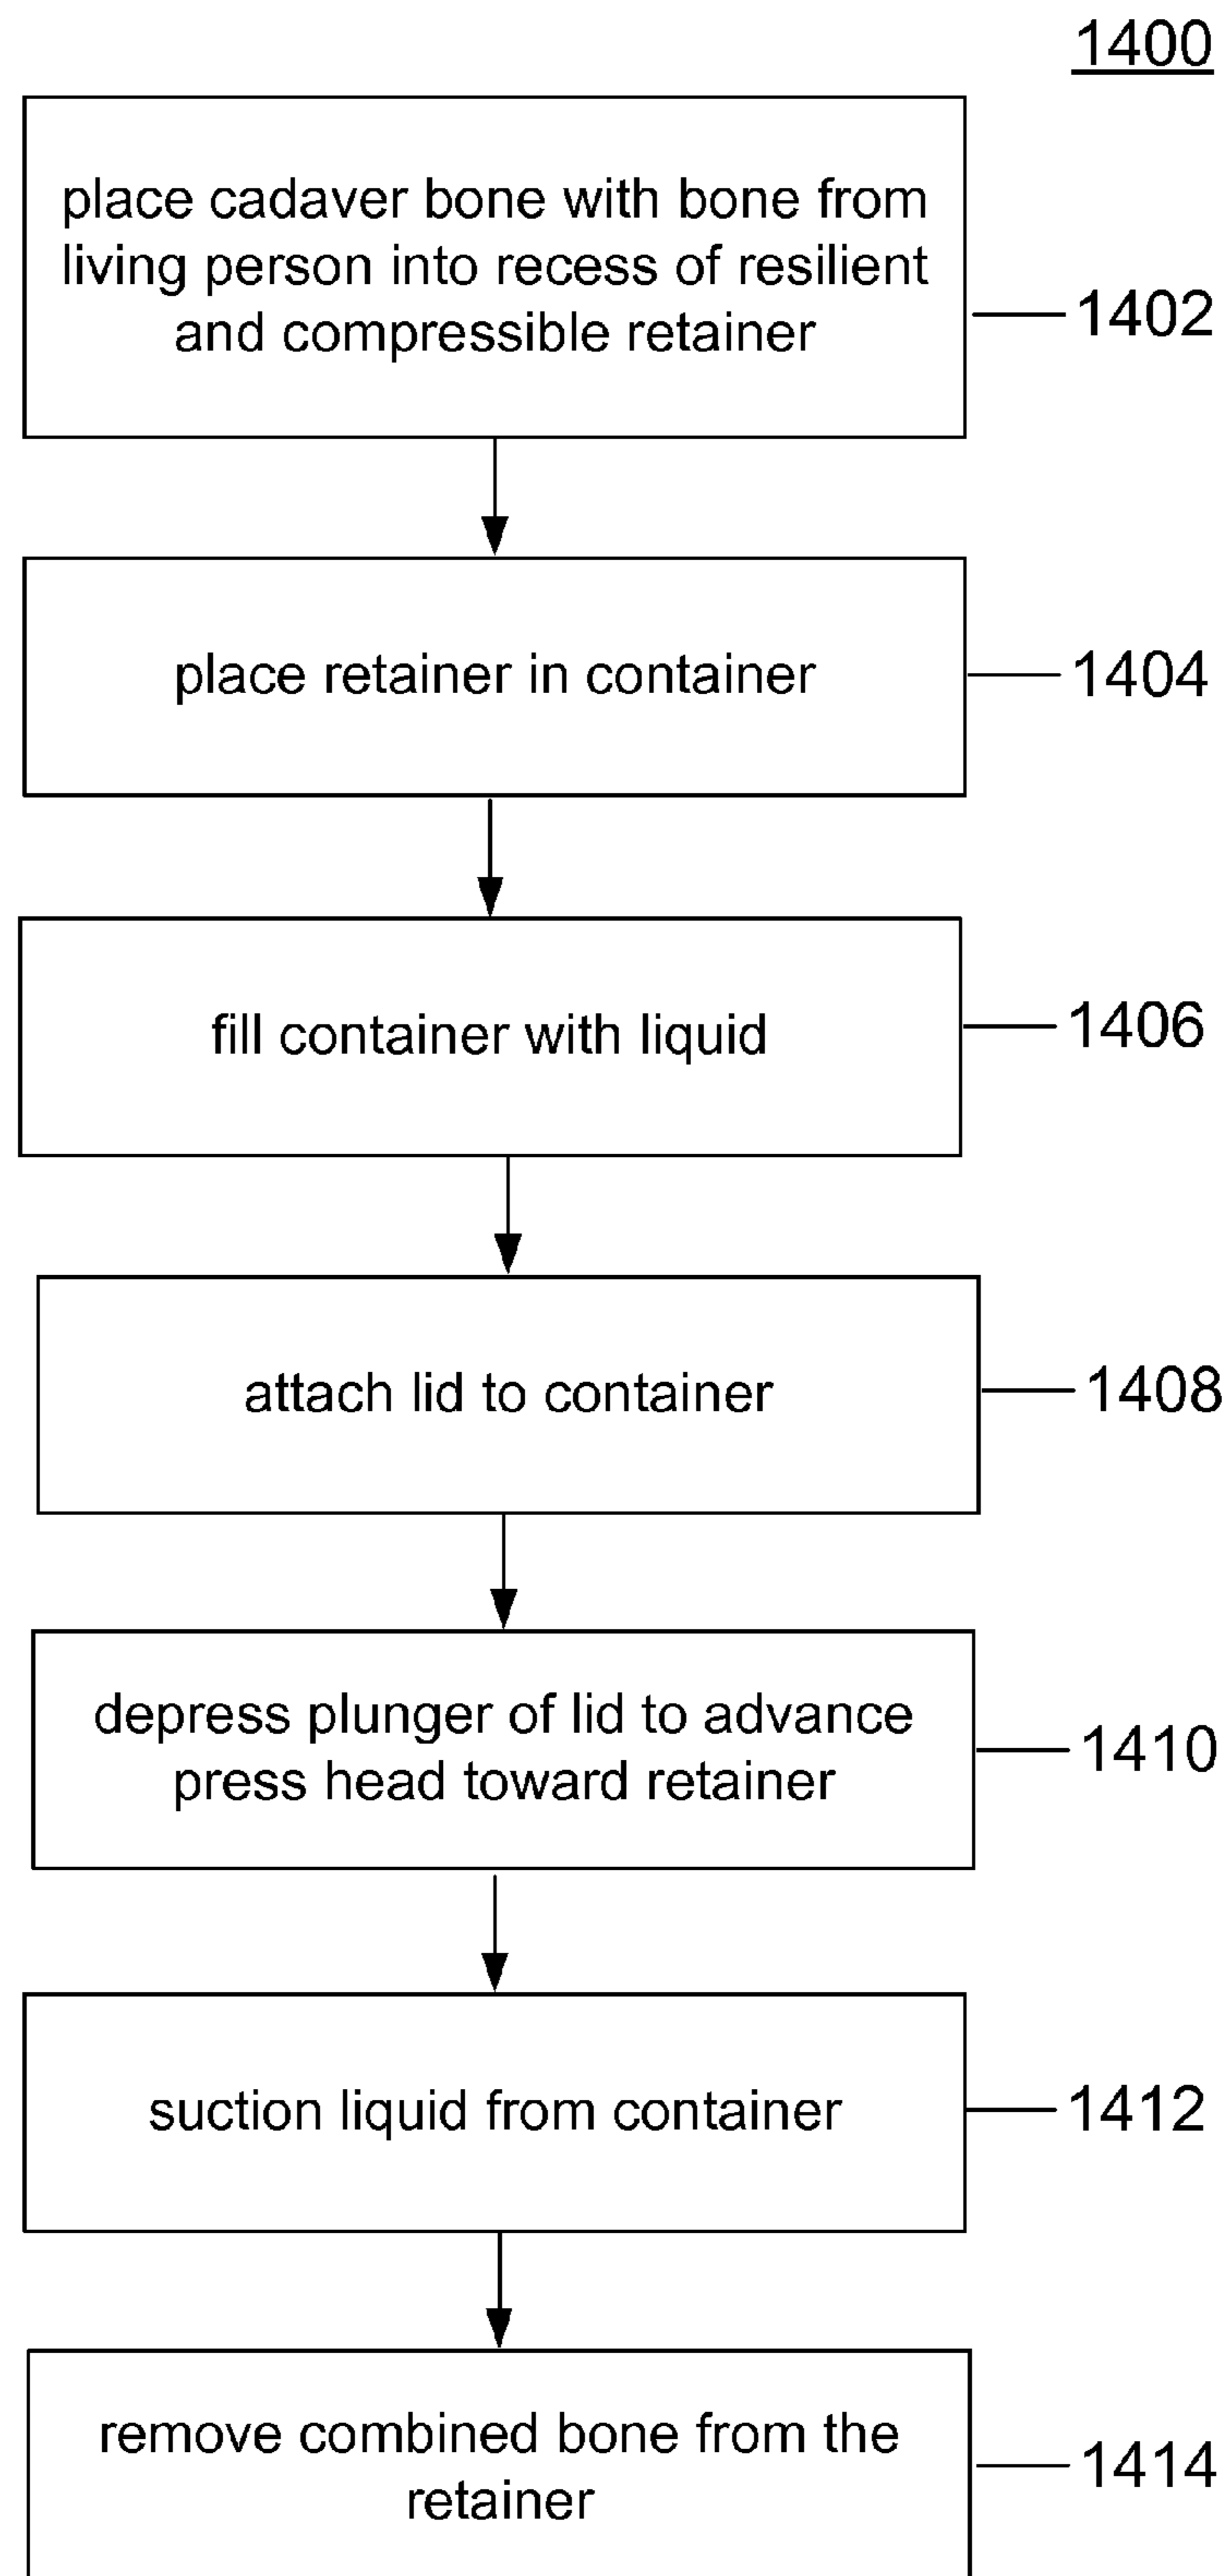 1400
place cadaver bone with bone from
living person into recess of resilient
and compressible retainer
1402
place retainer in container
1404
fill container with liquid
1406
attach lid to container
1408
depress plunger of lid to advance
press head toward retainer
1410
suction liquid from container
1412
remove combined bone from the
retainer
1414